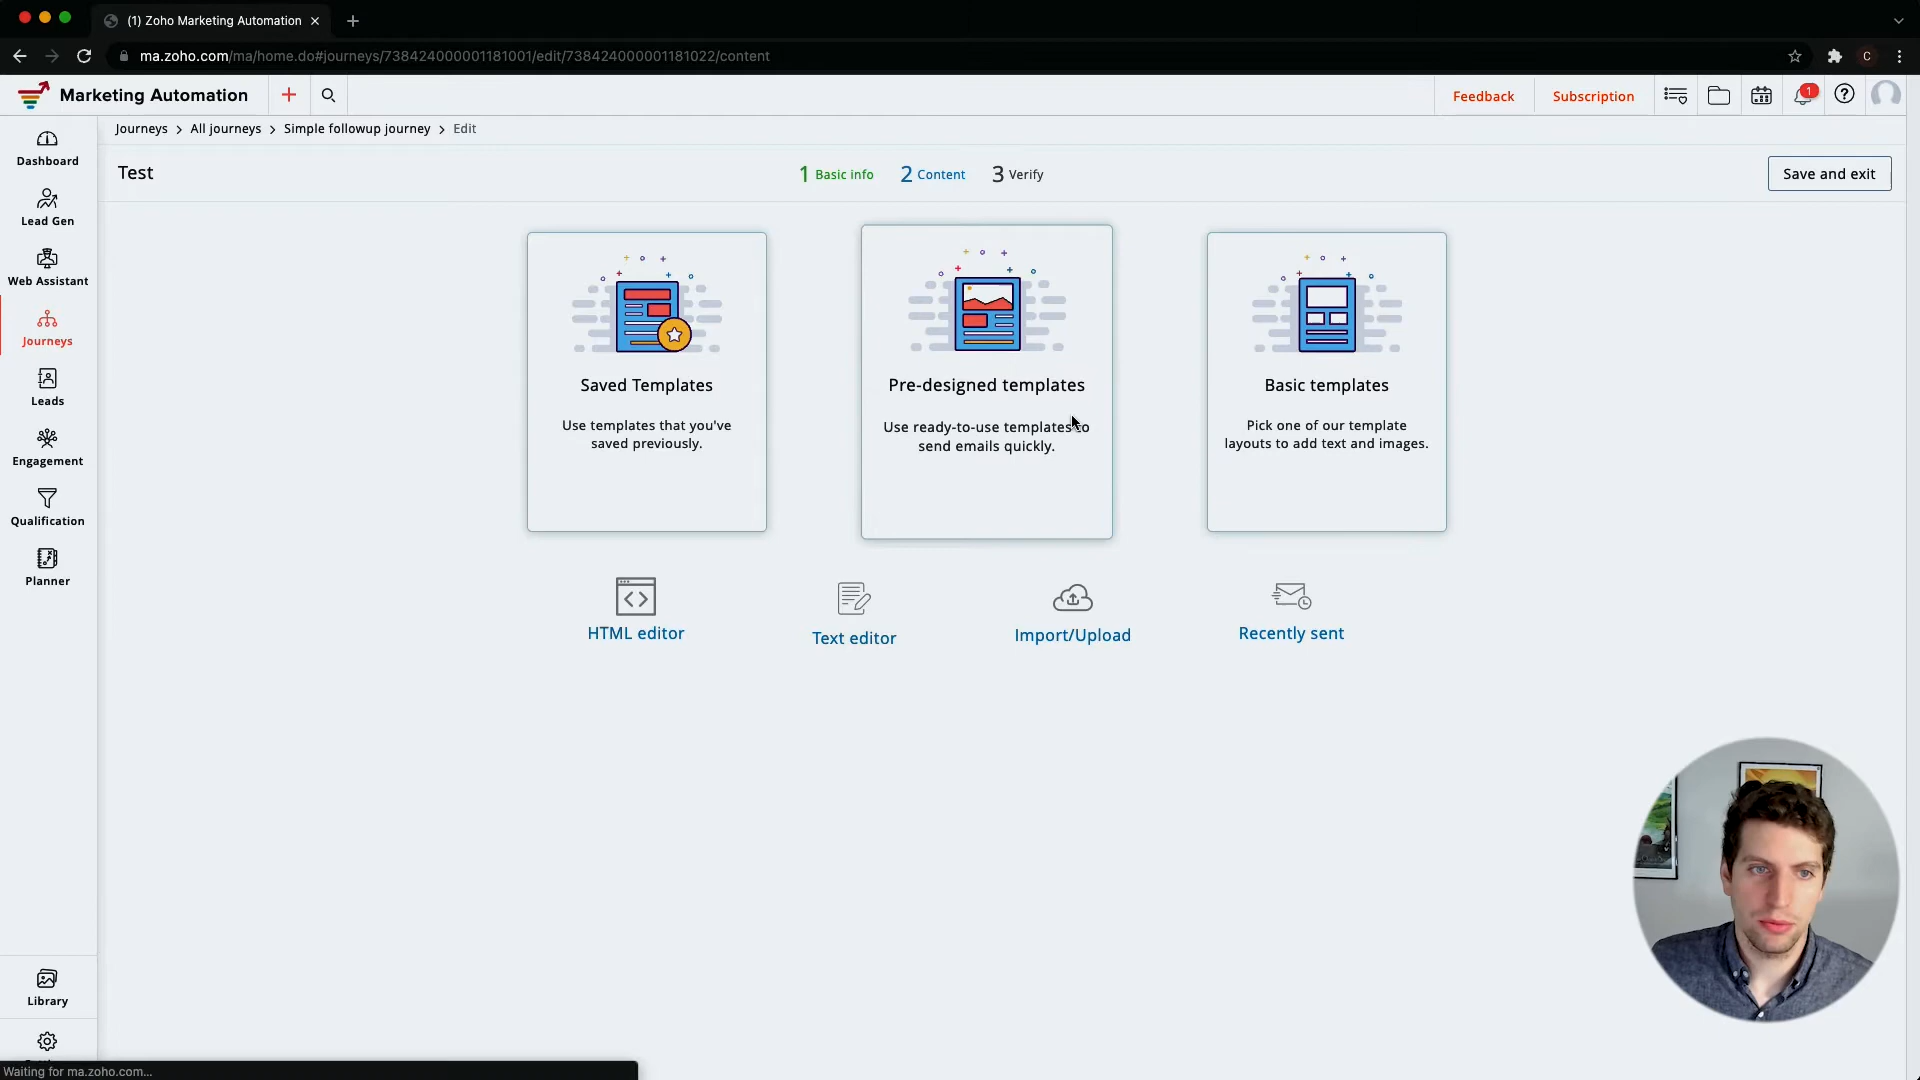 (1) Zoho Marketing Automation
ma.zoho.com/ma/home.do#journeys/738424000001181001/edit/738424000001181022/content
C
Marketing Automation
Feedback
Subscription
1
Journeys > All journeys > Simple followup journey > Edit
Test
1 Basic info
2 Content
3 Verify
Save and exit
Dashboard
Lead Gen
Web Assistant
Journeys
Leads
Engagement
Qualification
Planner
Library
Saved Templates
Use templates that you've
saved previously.
Pre-designed templates
Use ready-to-use templates to
send emails quickly.
Basic templates
Pick one of our template
layouts to add text and images.
HTML editor
Text editor
Import/Upload
Recently sent
Waiting for ma.zoho.com...